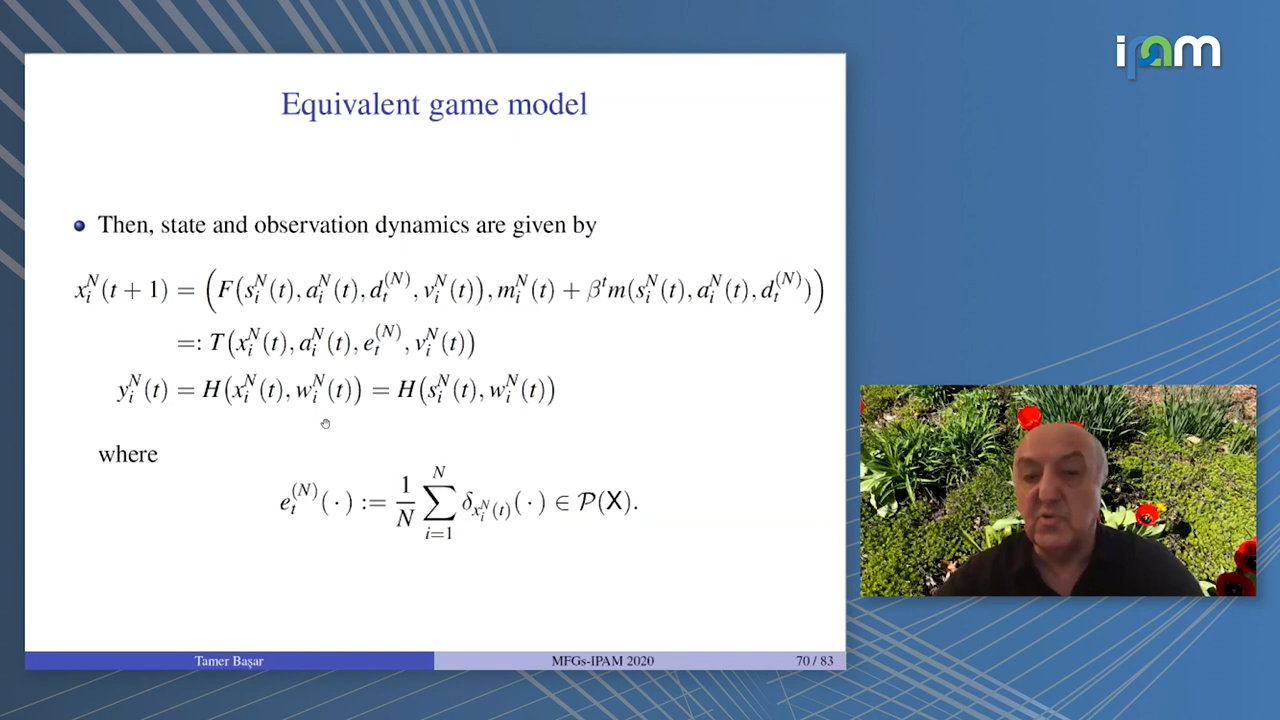 ipam
Equivalent game model
Then, state and observation dynamics are given by
x_i^N(t + 1) = (F(s_i^N(t), a_i^N(t), d_t^{(N)}, v_i^N(t)), m_i^N(t) + β^t m(s_i^N(t), a_i^N(t), d_t^{(N)}))
=: T(x_i^N(t), a_i^N(t), e_t^{(N)}, v_i^N(t))
y_i^N(t) = H(x_i^N(t), w_i^N(t)) = H(s_i^N(t), w_i^N(t))
where
e_t^{(N)}( · ) := \frac{1}{N} \sum_{i=1}^{N} δ_{x_i^N(t)}( · ) ∈ P(X).
Tamer Başar MFGs-IPAM 2020 70 / 83